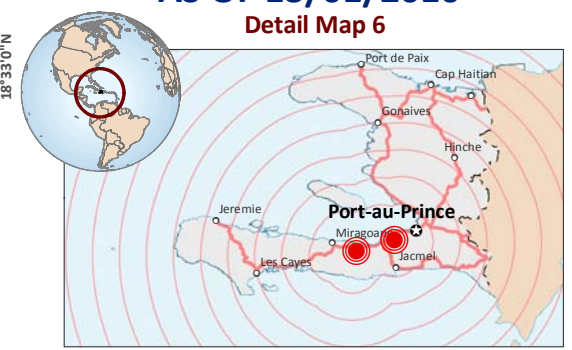 Detail Map 6
18°33'0"N
Port de Paix
Cap Haitian
Gonaives
Hinche
Jeremie
Port-au-Prince
Les Cayes
Jacmel